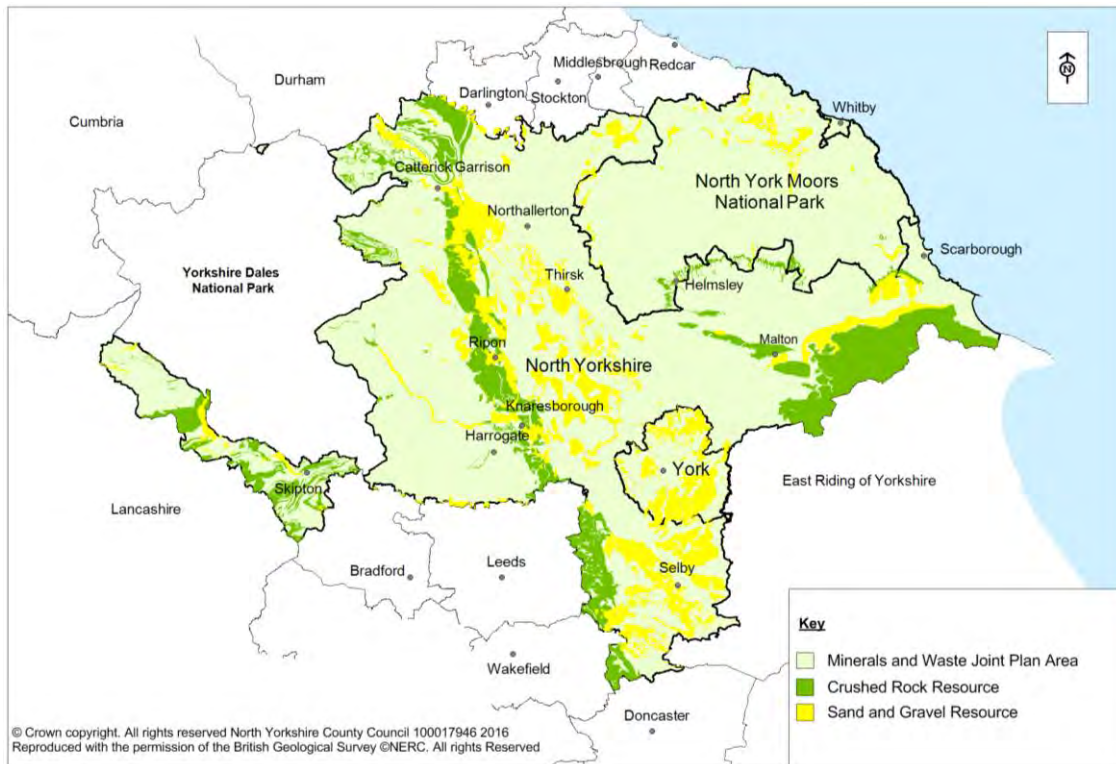 Middlesbrough
Redcar
Durham
Darlington
Stockton
Cumbria
Whitby
N
Catterick Garrison
North York Moors
National Park
Northallerton
Scarborough
Yorkshire Dales
National Park
Thirsk
Helmsley
Ripon
North Yorkshire
Malton
Knaresborough
Harrogate
York
Skipton
East Riding of Yorkshire
Lancashire
Bradford
Leeds
Selby
Wakefield
Doncaster
Key
Minerals and Waste Joint Plan Area
Crushed Rock Resource
Sand and Gravel Resource
© Crown copyright. All rights reserved North Yorkshire County Council 100017946 2016
Reproduced with the permission of the British Geological Survey ©NERC. All rights Reserved